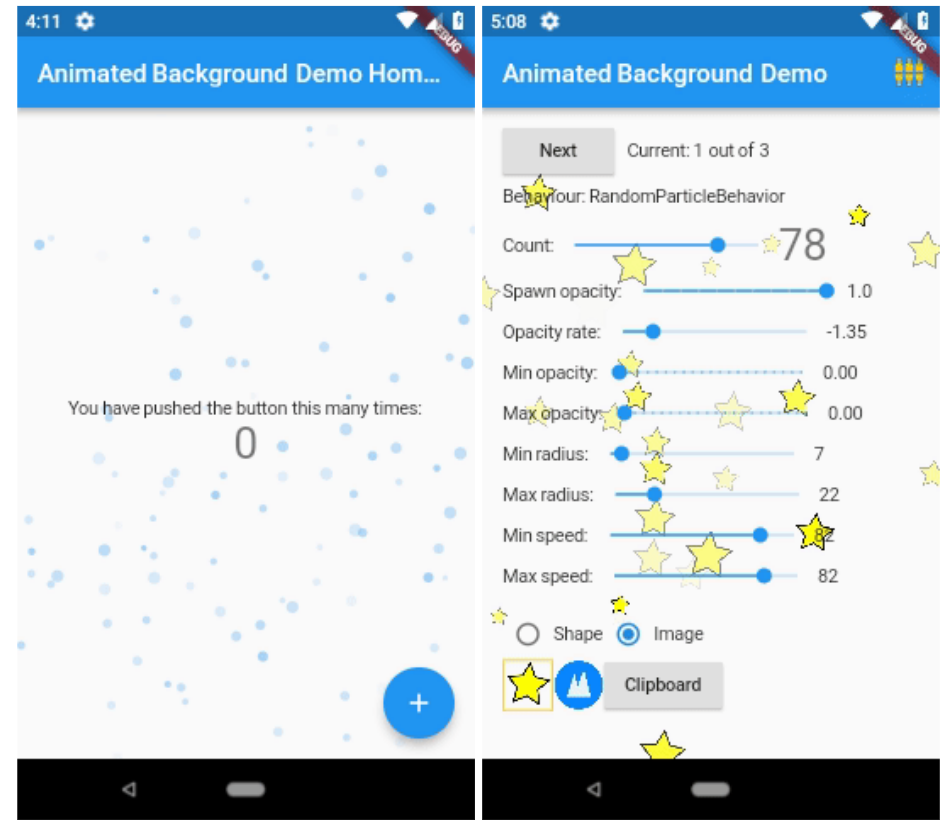 4:11
DEBUG
Animated Background Demo Hom...
You have pushed the button this many times:
0
+
5:08
DEBUG
Animated Background Demo
Next Current: 1 out of 3
Behaviour: RandomParticleBehavior
Count: 78
Spawn opacity: 1.0
Opacity rate: -1.35
Min opacity: 0.00
Max opacity: 0.00
Min radius: 7
Max radius: 22
Min speed: 82
Max speed: 82
Shape Image
Clipboard